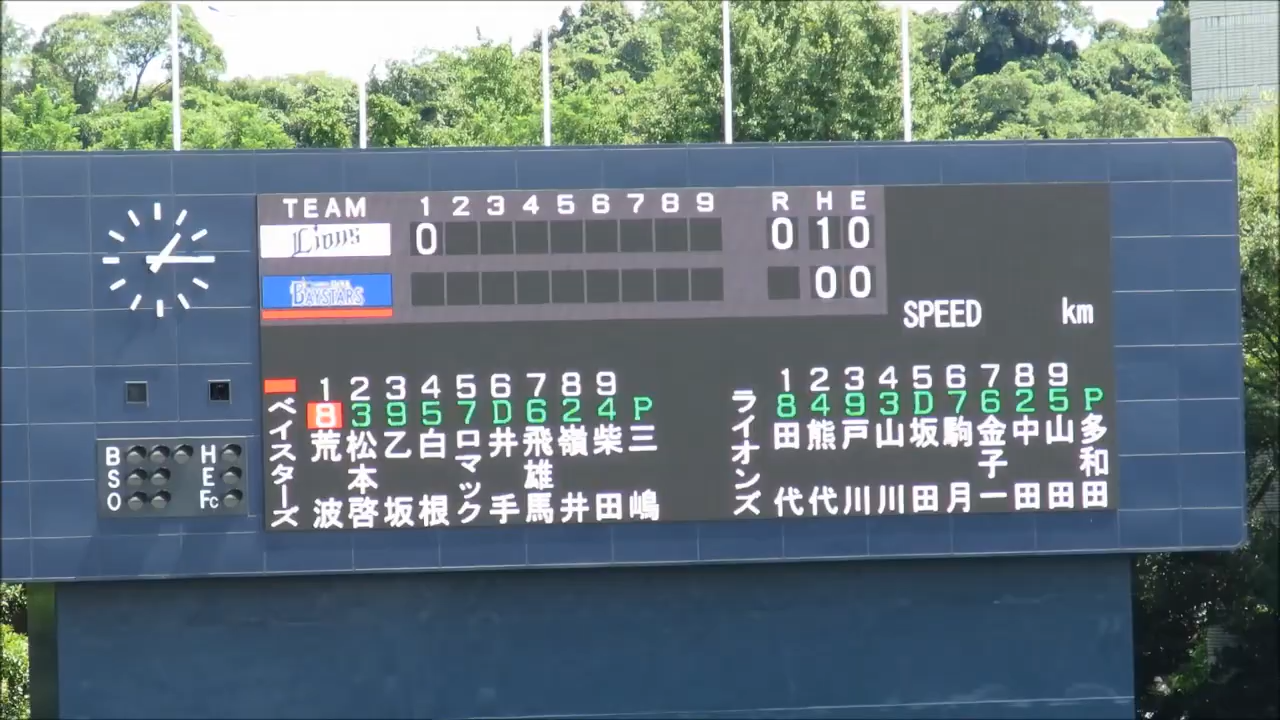 TEAM 1 2 3 4 5 6 7 8 9 R H E
Lions 0 0 1 0
BAYSTARS 0 0
SPEED km
1 2 3 4 5 6 7 8 9
8 3 9 5 7 D 6 2 4 P
ベイスターズ
荒波
松本啓
乙坂
白根
ロマック
井手
飛雄馬
嶺井
柴田
三嶋
1 2 3 4 5 6 7 8 9
8 4 9 3 D 7 6 2 5 P
ライオンズ
田代
熊代
戸川
山川
坂田
駒月
金子一
中田
山田
多和田
B H
S E
O Fc